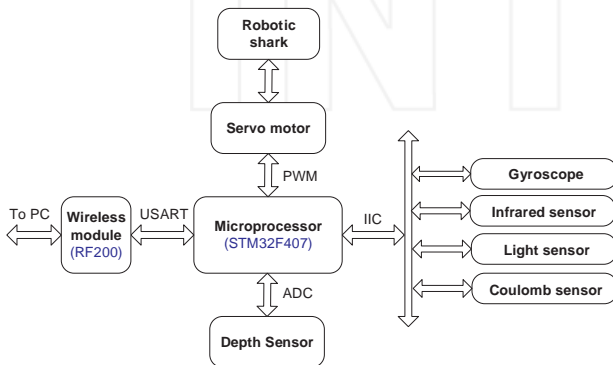 INT
Robotic
shark
Servo motor
PWM
Gyroscope
To PC
Wireless
module
(RF200)
USART
Microprocessor
(STM32F407)
IIC
Infrared sensor
Light sensor
Coulomb sensor
ADC
Depth Sensor